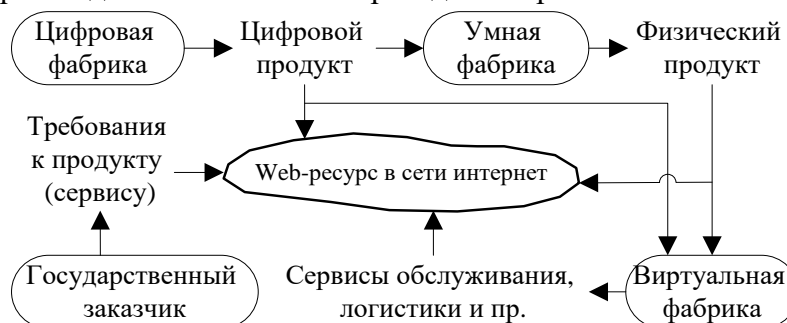 Цифровая
фабрика
Цифровой
продукт
Умная
фабрика
Физический
продукт
Требования
к продукту
(сервису)
Web-ресурс в сети интернет
Государственный
заказчик
Сервисы обслуживания,
логистики и пр.
Виртуальная
фабрика